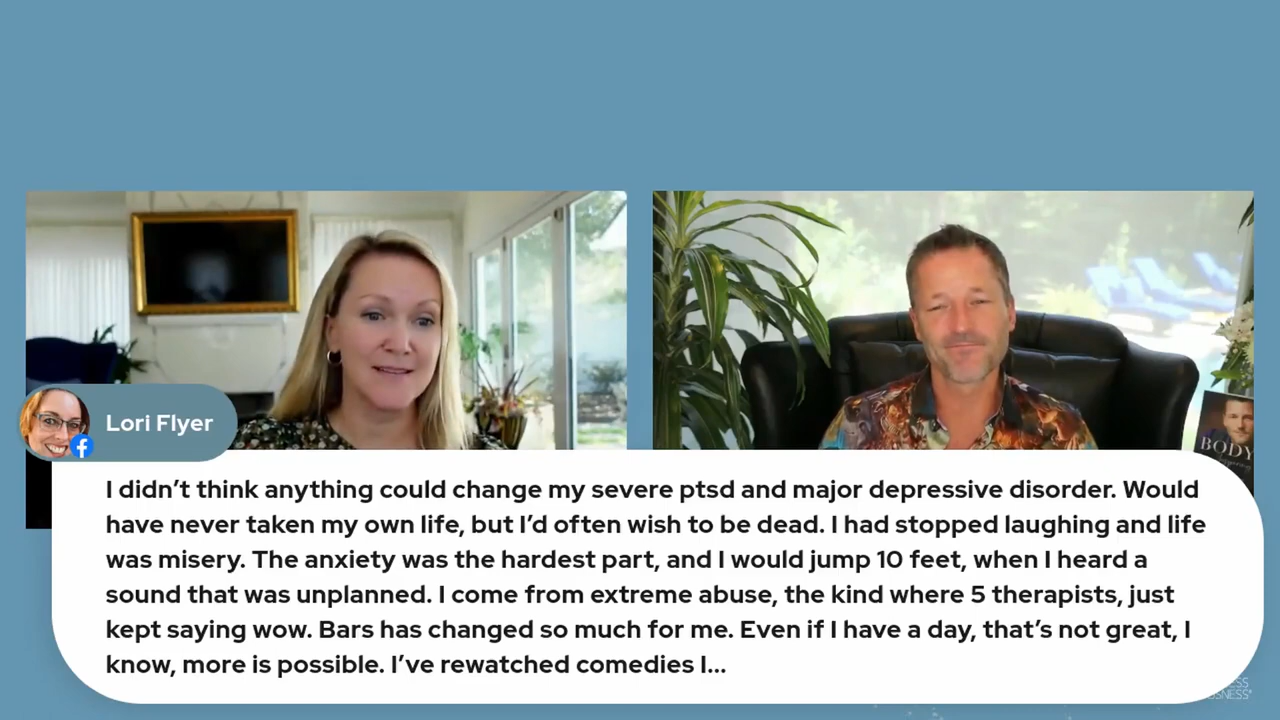 BODY
Lori Flyer
I didn't think anything could change my severe ptsd and major depressive disorder. Would
have never taken my own life, but I'd often wish to be dead. I had stopped laughing and life
was misery. The anxiety was the hardest part, and I would jump 10 feet, when I heard a
sound that was unplanned. I come from extreme abuse, the kind where 5 therapists, just
kept saying wow. Bars has changed so much for me. Even if I have a day, that's not great, I
know, more is possible. I've rewatched comedies I...